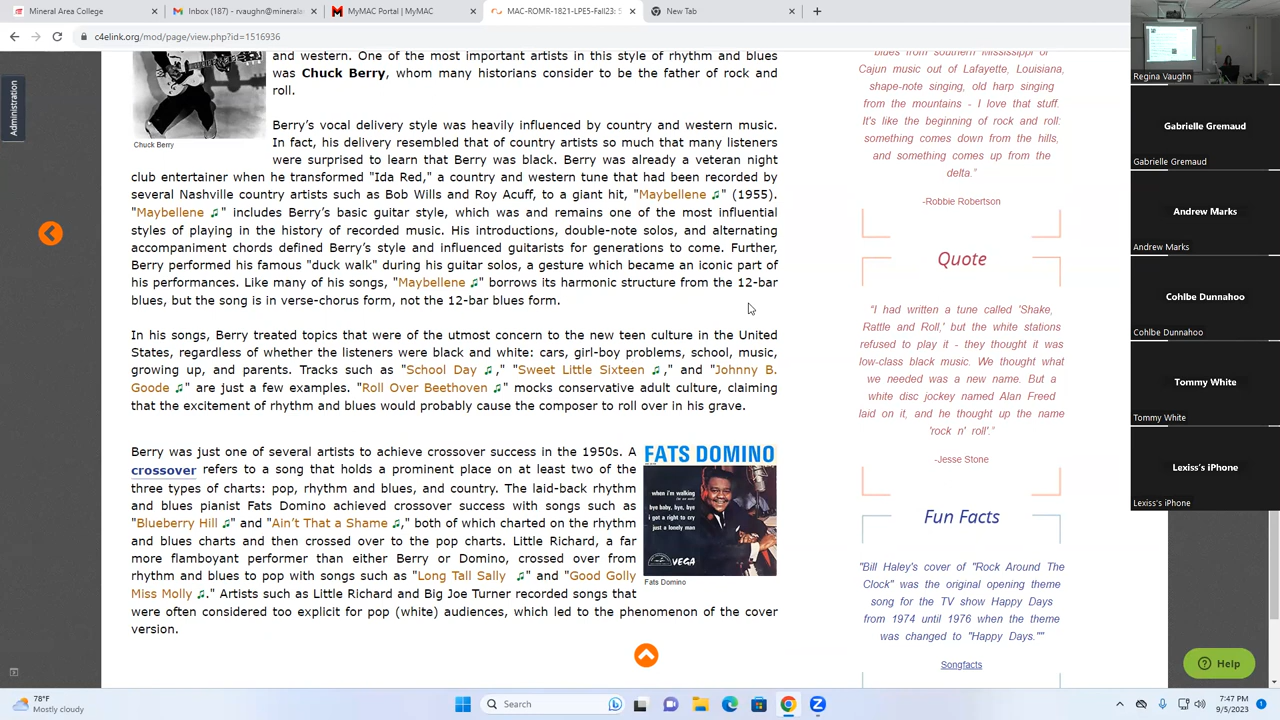 Mineral Area College
Inbox (187) - rvaughn@mineral
MyMAC Portal | MyMAC
MAC-ROMR-1821-LPE5-Fall23: 5
New Tab
c4elink.org/mod/page/view.php?id=1516936
Administration
and western. One of the most important artists in this style of rhythm and blues
was Chuck Berry, whom many historians consider to be the father of rock and
roll.
Chuck Berry
Berry's vocal delivery style was heavily influenced by country and western music.
In fact, his delivery resembled that of country artists so much that many listeners
were surprised to learn that Berry was black. Berry was already a veteran night
club entertainer when he transformed "Ida Red," a country and western tune that had been recorded by
several Nashville country artists such as Bob Wills and Roy Acuff, to a giant hit, "Maybellene ♫" (1955).
"Maybellene ♫" includes Berry's basic guitar style, which was and remains one of the most influential
styles of playing in the history of recorded music. His introductions, double-note solos, and alternating
accompaniment chords defined Berry's style and influenced guitarists for generations to come. Further,
Berry performed his famous "duck walk" during his guitar solos, a gesture which became an iconic part of
his performances. Like many of his songs, "Maybellene ♫" borrows its harmonic structure from the 12-bar
blues, but the song is in verse-chorus form, not the 12-bar blues form.
In his songs, Berry treated topics that were of the utmost concern to the new teen culture in the United
States, regardless of whether the listeners were black and white: cars, girl-boy problems, school, music,
growing up, and parents. Tracks such as "School Day ♫," "Sweet Little Sixteen ♫" and "Johnny B.
Goode ♫" are just a few examples. "Roll Over Beethoven ♫" mocks conservative adult culture, claiming
that the excitement of rhythm and blues would probably cause the composer to roll over in his grave.
Berry was just one of several artists to achieve crossover success in the 1950s. A
crossover refers to a song that holds a prominent place on at least two of the
three types of charts: pop, rhythm and blues, and country. The laid-back rhythm
and blues pianist Fats Domino achieved crossover success with songs such as
"Blueberry Hill ♫" and "Ain't That a Shame ♫" both of which charted on the rhythm
and blues charts and then crossed over to the pop charts. Little Richard, a far
more flamboyant performer than either Berry or Domino, crossed over from
rhythm and blues to pop with songs such as "Long Tall Sally ♫" and "Good Golly
Miss Molly ♫." Artists such as Little Richard and Big Joe Turner recorded songs that
were often considered too explicit for pop (white) audiences, which led to the phenomenon of the cover
version.
FATS DOMINO
when i'm walking
bye bye, bye, bye
i got a right to cry
just a lonely man
VEGA
Fats Domino
blues from southern Mississippi or
Cajun music out of Lafayette, Louisiana,
shape-note singing, old harp singing
from the mountains - I love that stuff.
It's like the beginning of rock and roll:
something comes down from the hills,
and something comes up from the
delta."
-Robbie Robertson
Quote
"I had written a tune called 'Shake,
Rattle and Roll,' but the white stations
refused to play it - they thought it was
low-class black music. We thought what
we needed was a new name. But a
white disc jockey named Alan Freed
laid on it, and he thought up the name
'rock n' roll'."
-Jesse Stone
Fun Facts
"Bill Haley's cover of "Rock Around The
Clock" was the original opening theme
song for the TV show Happy Days
from 1974 until 1976 when the theme
was changed to "Happy Days.""
Songfacts
Help
Regina Vaughn
Gabrielle Gremaud
Gabrielle Gremaud
Andrew Marks
Andrew Marks
Cohlbe Dunnahoo
Cohlbe Dunnahoo
Tommy White
Tommy White
Lexiss's iPhone
Lexiss's iPhone
78°F
Mostly cloudy
Search
7:47 PM
9/5/2023